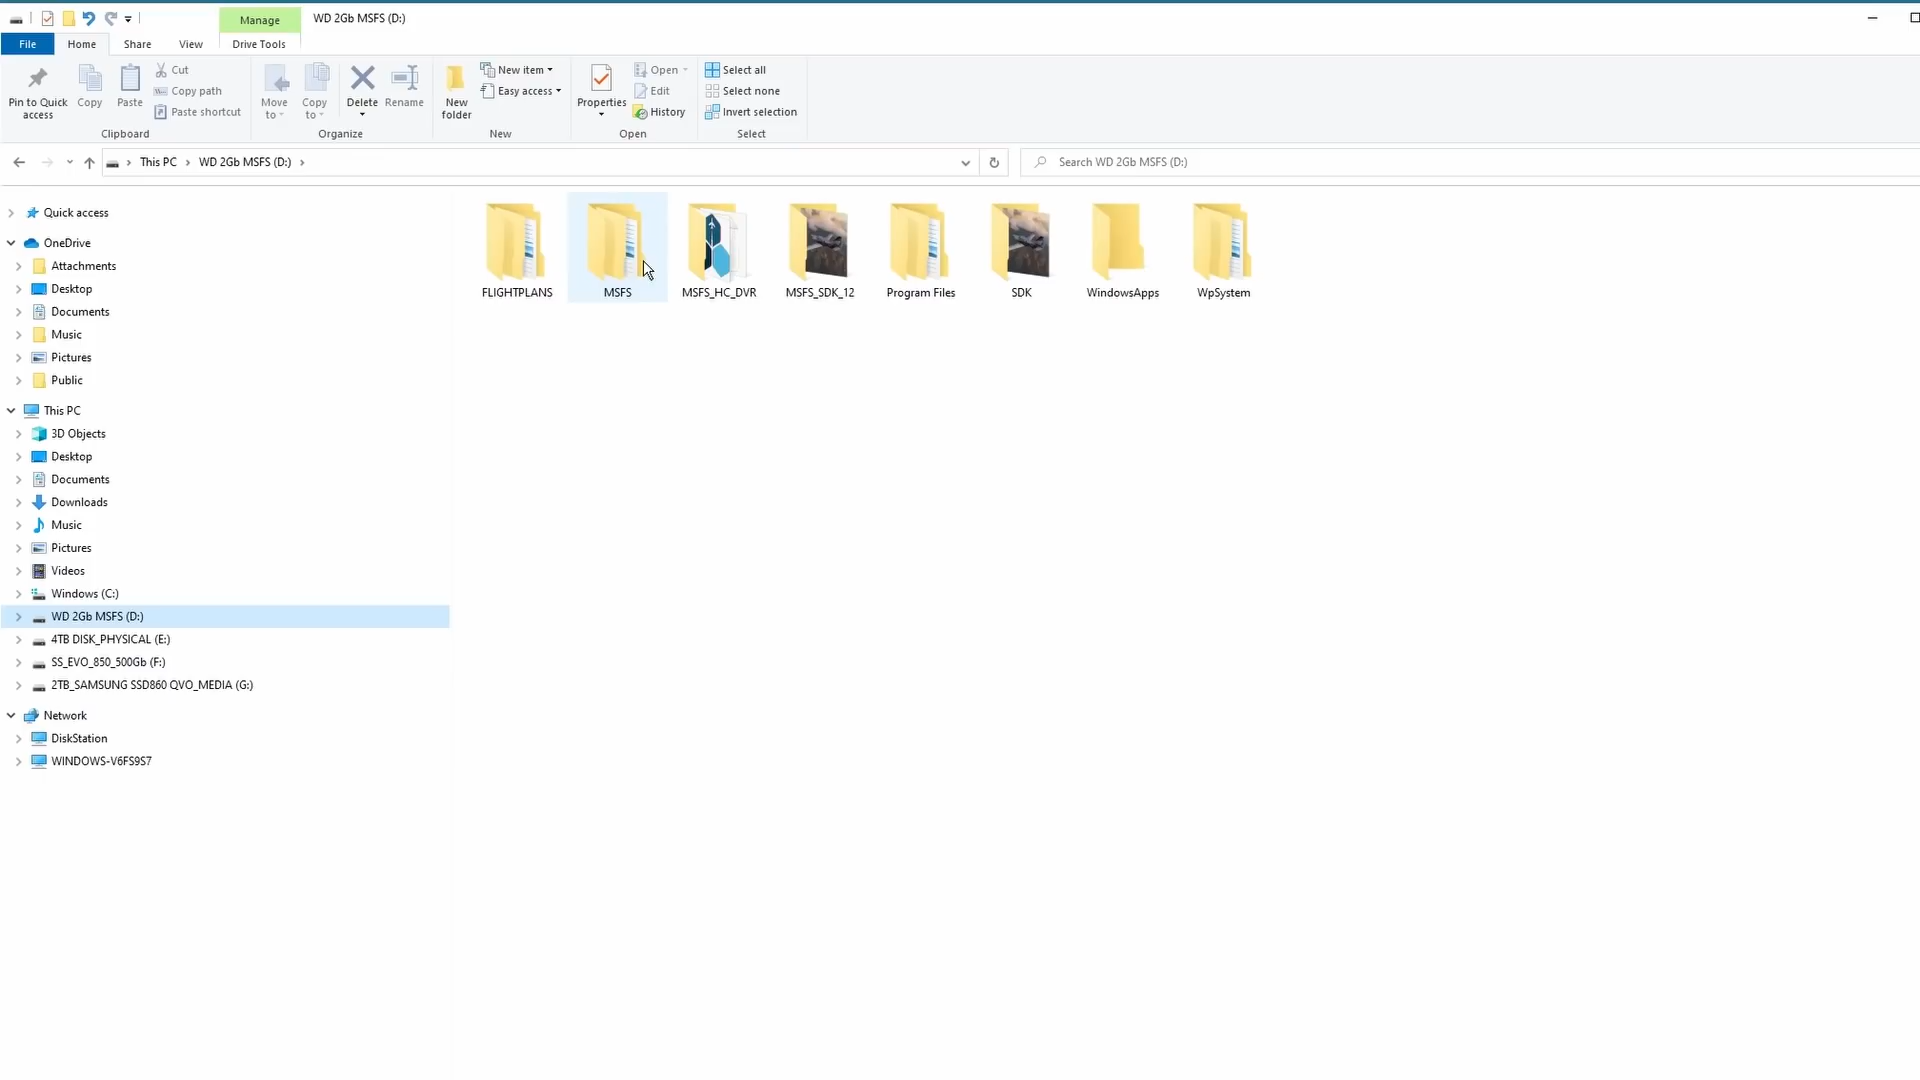 Manage
WD 2Gb MSFS (D:)
File
Home
Share
View
Drive Tools
Pin to Quick access
Copy
Paste
Cut
Copy path
Paste shortcut
Clipboard
Move to
Copy to
Delete
Rename
Organize
New folder
New item
Easy access
New
Properties
Open
Edit
History
Open
Select all
Select none
Invert selection
Select
This PC
WD 2Gb MSFS (D:)
Search WD 2Gb MSFS (D:)
Quick access
OneDrive
Attachments
Desktop
Documents
Music
Pictures
Public
This PC
3D Objects
Desktop
Documents
Downloads
Music
Pictures
Videos
Windows (C:)
WD 2Gb MSFS (D:)
4TB DISK_PHYSICAL (E:)
SS_EVO_850_500Gb (F:)
2TB_SAMSUNG SSD860 QVO_MEDIA (G:)
Network
DiskStation
WINDOWS-V6FS9S7
FLIGHTPLANS
MSFS
MSFS_HC_DVR
MSFS_SDK_12
Program Files
SDK
WindowsApps
WpSystem